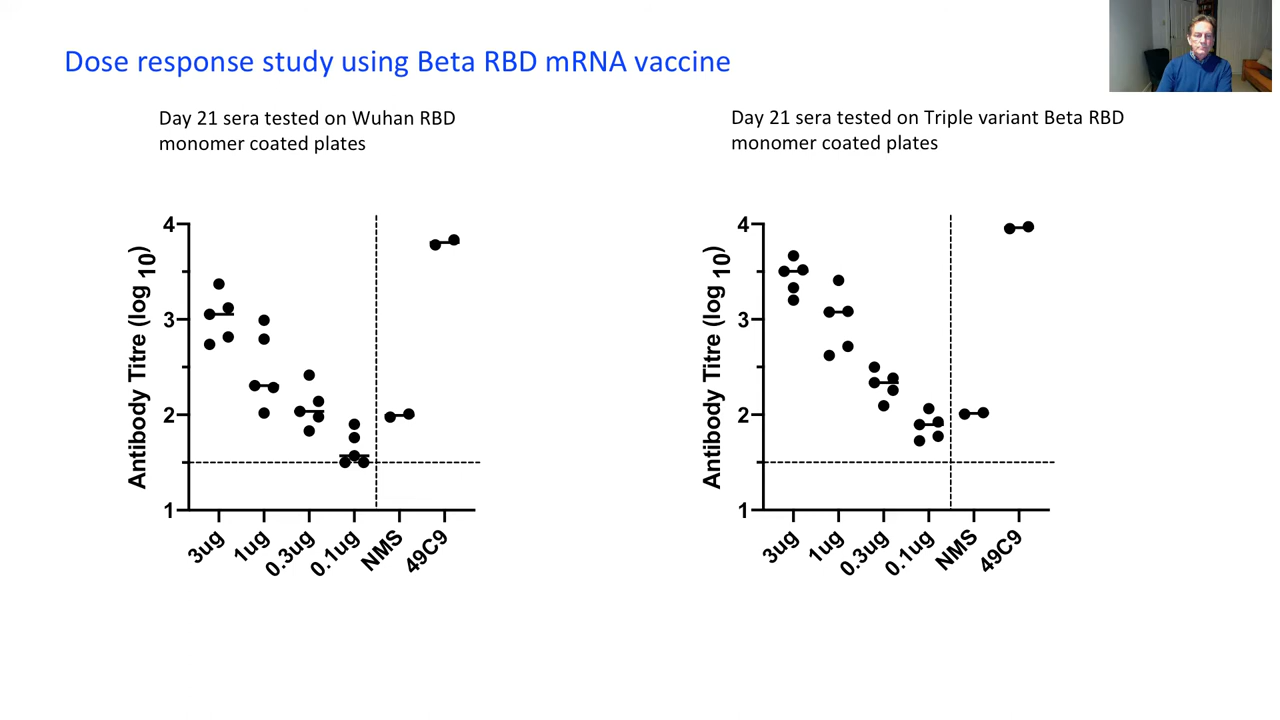 Dose response study using Beta RBD mRNA vaccine
Day 21 sera tested on Wuhan RBD
monomer coated plates
Day 21 sera tested on Triple variant Beta RBD
monomer coated plates
Antibody Titre (log 10)
4
3
2
1
3ug
1ug
0.3ug
0.1ug
NMS
49C9
Antibody Titre (log 10)
4
3
2
1
3ug
1ug
0.3ug
0.1ug
NMS
49C9